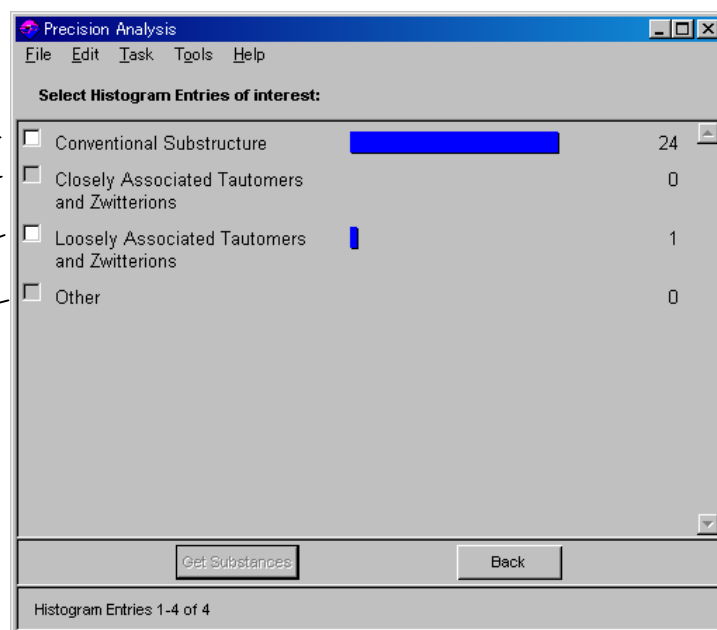 Precision Analysis
File Edit Task Tools Help
Select Histogram Entries of interest:
Conventional Substructure 24
Closely Associated Tautomers 0
and Zwitterions
Loosely Associated Tautomers 1
and Zwitterions
Other 0
Get Substances Back
Histogram Entries 1-4 of 4